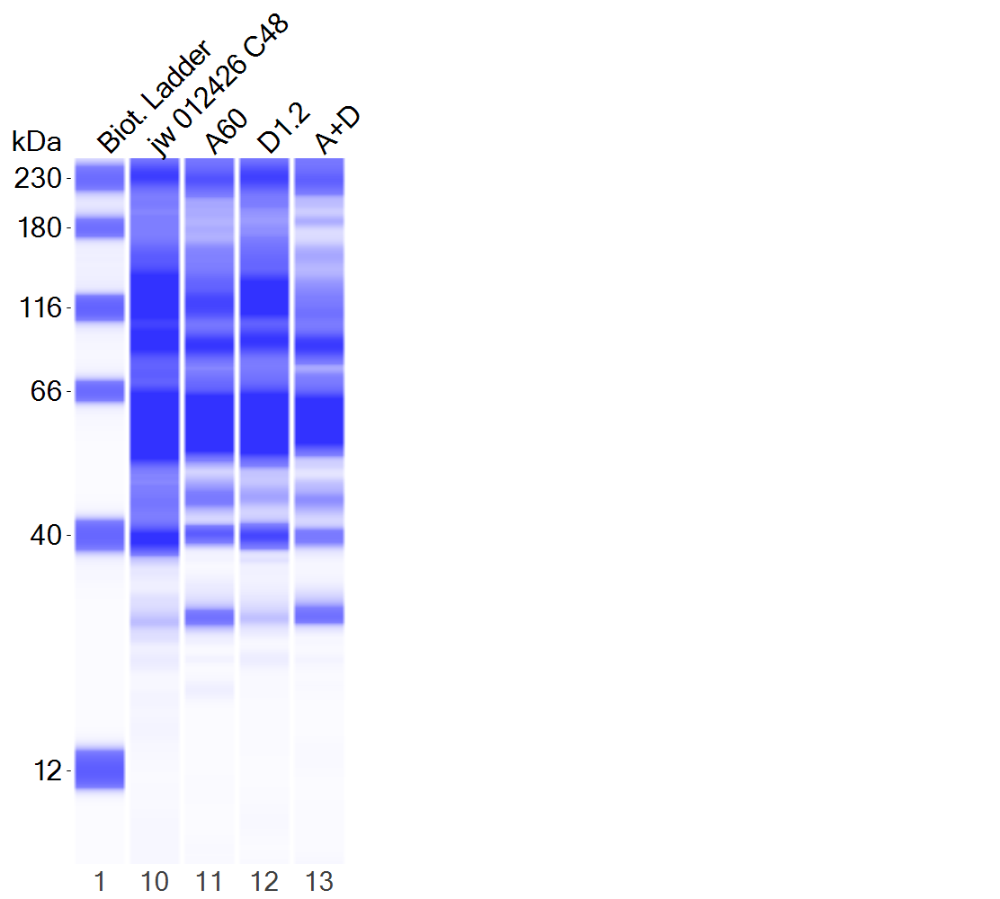 kDa
Biot. Ladder
jw 012426 C48
A60
D1.2
A+D
230
180
116
66
40
12
1 10 11 12 13